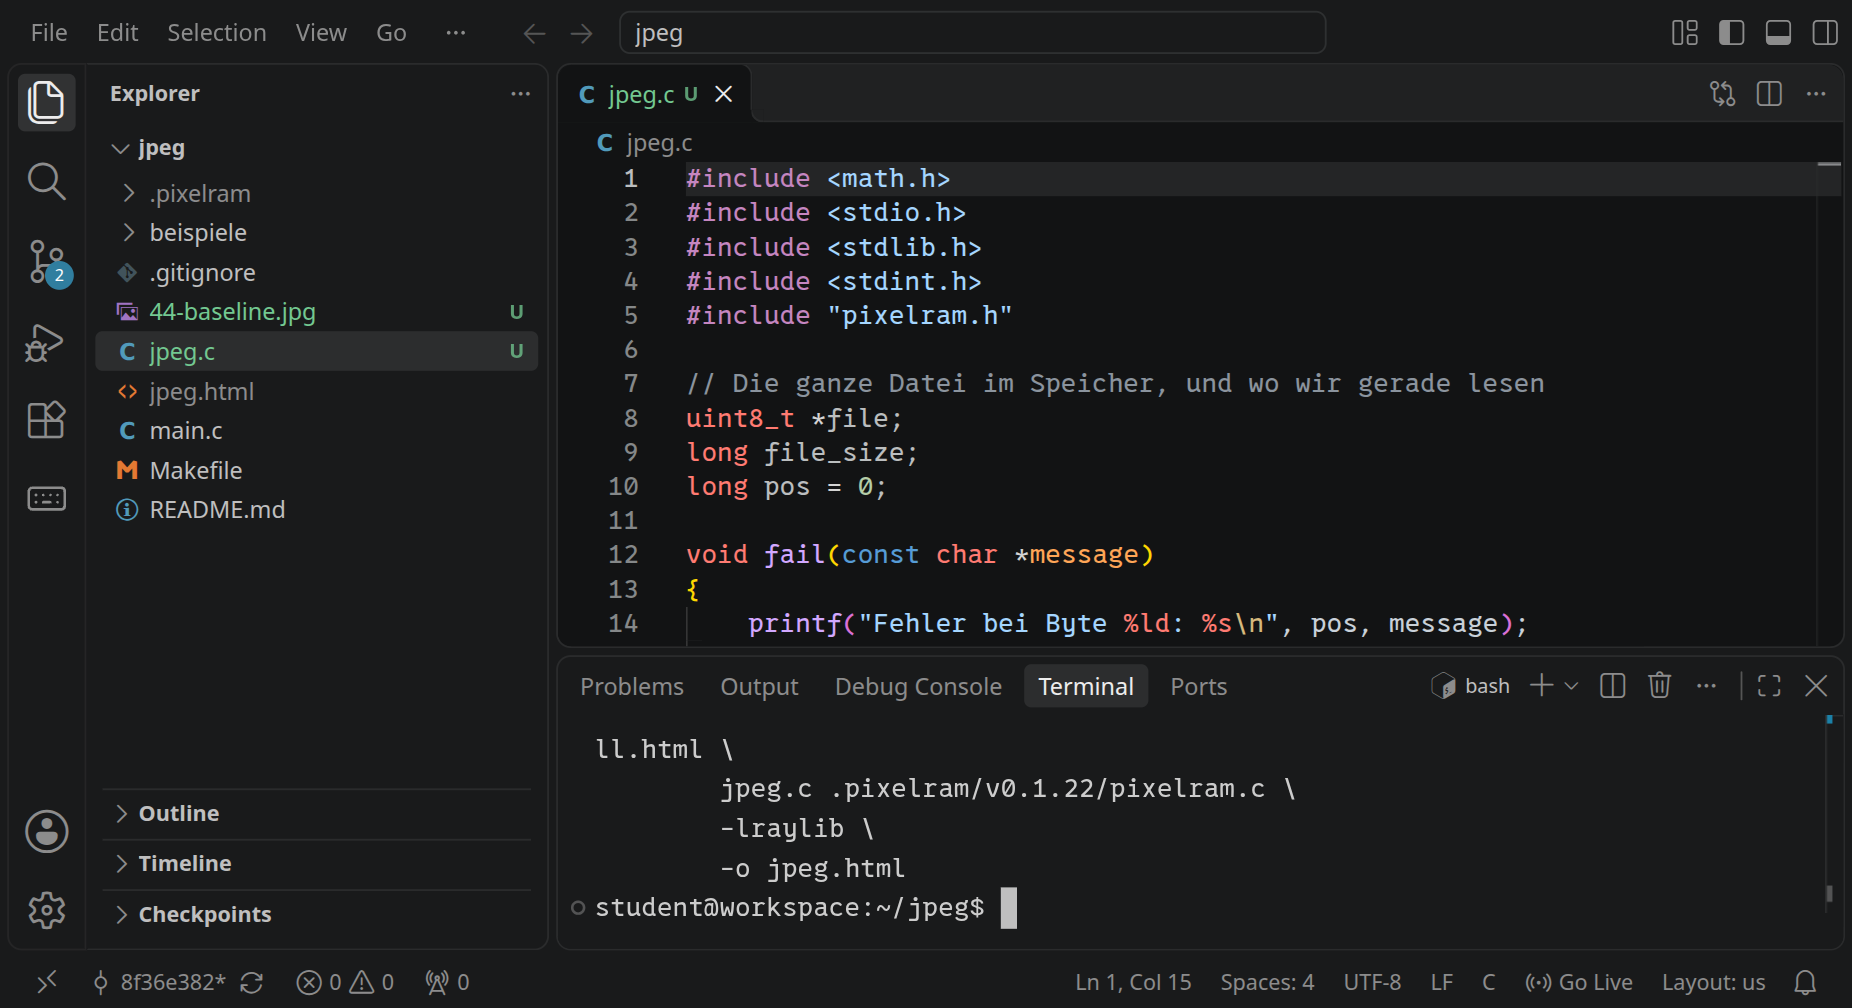 File Edit Selection View Go ··· jpeg
Explorer ···
jpeg
.pixelram
beispiele
.gitignore
44-baseline.jpg U
jpeg.c U
jpeg.html
main.c
Makefile
README.md
Outline
Timeline
Checkpoints
2
C jpeg.c U
C jpeg.c
1 #include <math.h>
2 #include <stdio.h>
3 #include <stdlib.h>
4 #include <stdint.h>
5 #include "pixelram.h"
6
7 // Die ganze Datei im Speicher, und wo wir gerade lesen
8 uint8_t *file;
9 long file_size;
10 long pos = 0;
11
12 void fail(const char *message)
13 {
14 printf("Fehler bei Byte %ld: %s\n", pos, message);
Problems Output Debug Console Terminal Ports bash
ll.html \
jpeg.c .pixelram/v0.1.22/pixelram.c \
-lraylib \
-o jpeg.html
student@workspace:~/jpeg$
8f36e382* 0 0 0 Ln 1, Col 15 Spaces: 4 UTF-8 LF C Go Live Layout: us